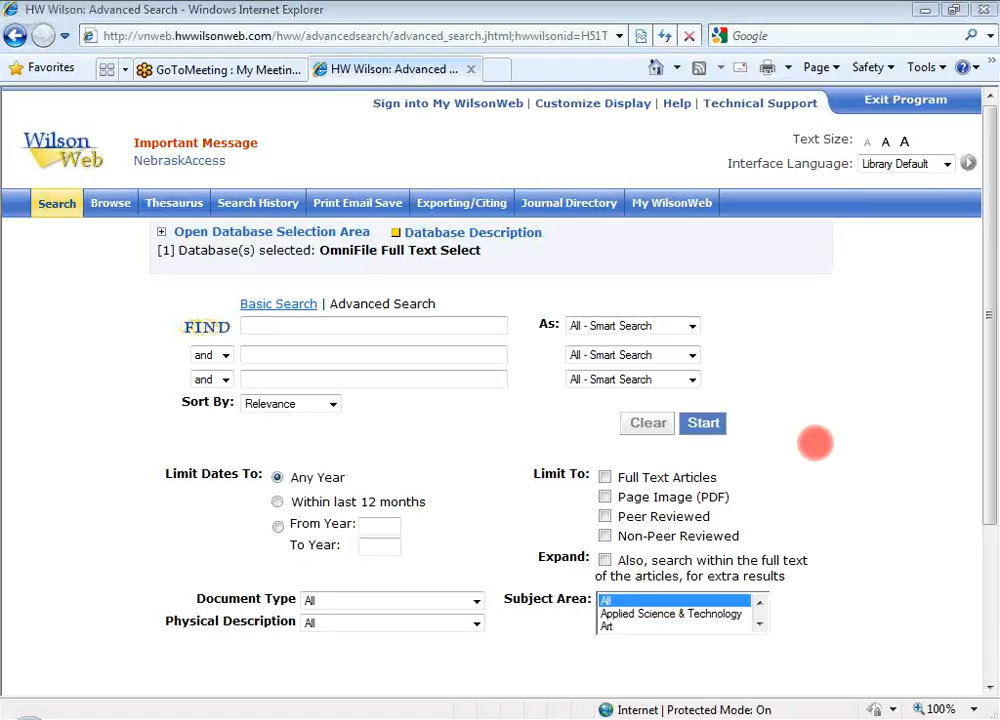 HW Wilson: Advanced Search - Windows Internet Explorer
http://vnweb.hwwilsonweb.com/hww/advancedsearch/advanced_search.jhtml;hwwilsonid=H51T
Google
Favorites
GoToMeeting : My Meetin...
HW Wilson: Advanced ...
Page
Safety
Tools
Sign into My WilsonWeb | Customize Display | Help | Technical Support
Exit Program
Wilson
Web
Important Message
NebraskAccess
Text Size: A A A
Interface Language: Library Default
Search
Browse
Thesaurus
Search History
Print Email Save
Exporting/Citing
Journal Directory
My WilsonWeb
Open Database Selection Area
Database Description
[1] Database(s) selected: OmniFile Full Text Select
Basic Search | Advanced Search
FIND
As: All - Smart Search
and
All - Smart Search
and
All - Smart Search
Sort By: Relevance
Clear
Start
Limit Dates To: Any Year
Within last 12 months
From Year:
To Year:
Limit To: Full Text Articles
Page Image (PDF)
Peer Reviewed
Non-Peer Reviewed
Expand: Also, search within the full text
of the articles, for extra results
Document Type All
Physical Description All
Subject Area: All
Applied Science & Technology
Art
Internet | Protected Mode: On
100%